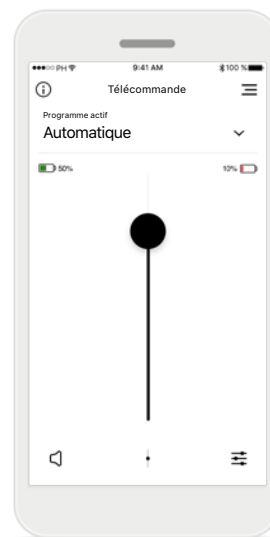 PH 9:41 AM 100 %
Télécommande
Programme actif
Automatique
50% 10%